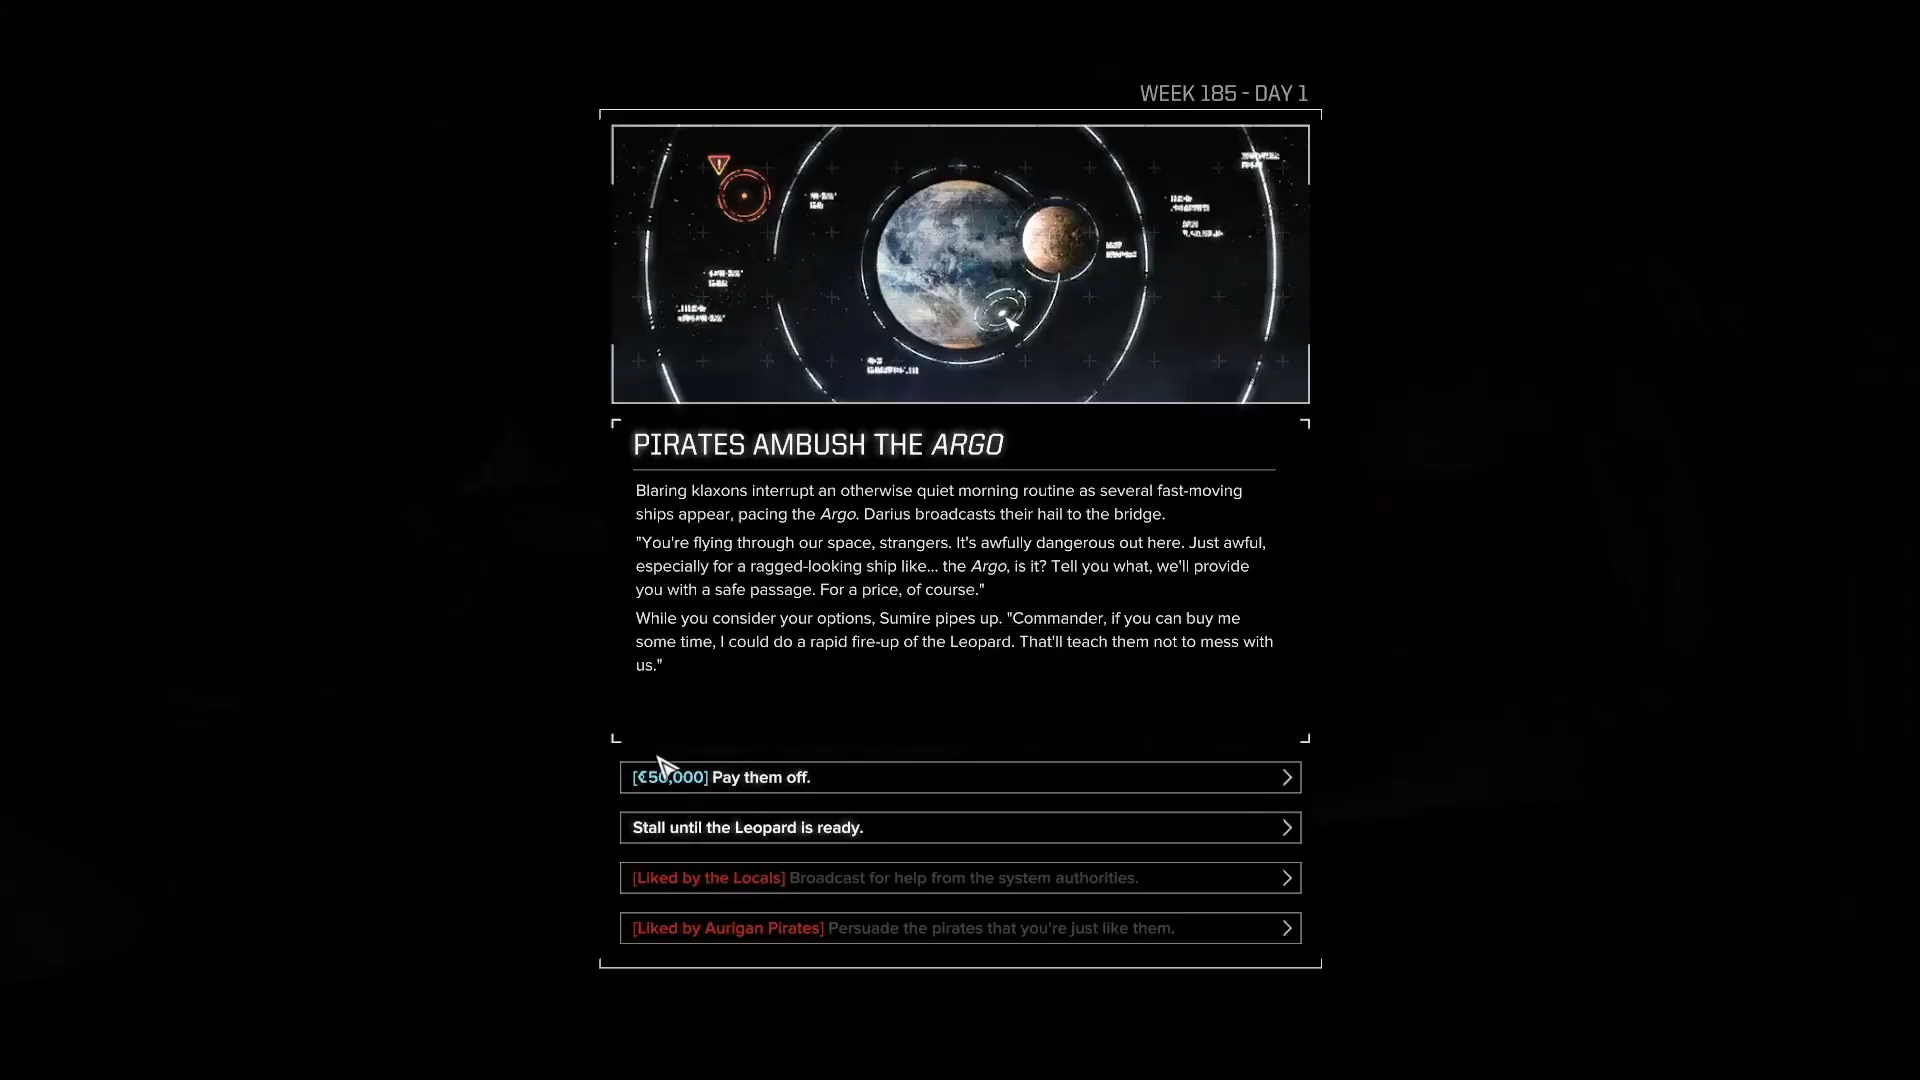 WEEK 185 - DAY 1
PIRATES AMBUSH THE ARGO
Blaring klaxons interrupt an otherwise quiet morning routine as several fast-moving
ships appear, pacing the Argo. Darius broadcasts their hail to the bridge.
"You're flying through our space, strangers. It's awfully dangerous out here. Just awful,
especially for a ragged-looking ship like... the Argo, is it? Tell you what, we'll provide
you with a safe passage. For a price, of course."
While you consider your options, Sumire pipes up. "Commander, if you can buy me
some time, I could do a rapid fire-up of the Leopard. That'll teach them not to mess with
us."
[₡50,000] Pay them off.
Stall until the Leopard is ready.
[Liked by the Locals] Broadcast for help from the system authorities.
[Liked by Aurigan Pirates] Persuade the pirates that you're just like them.